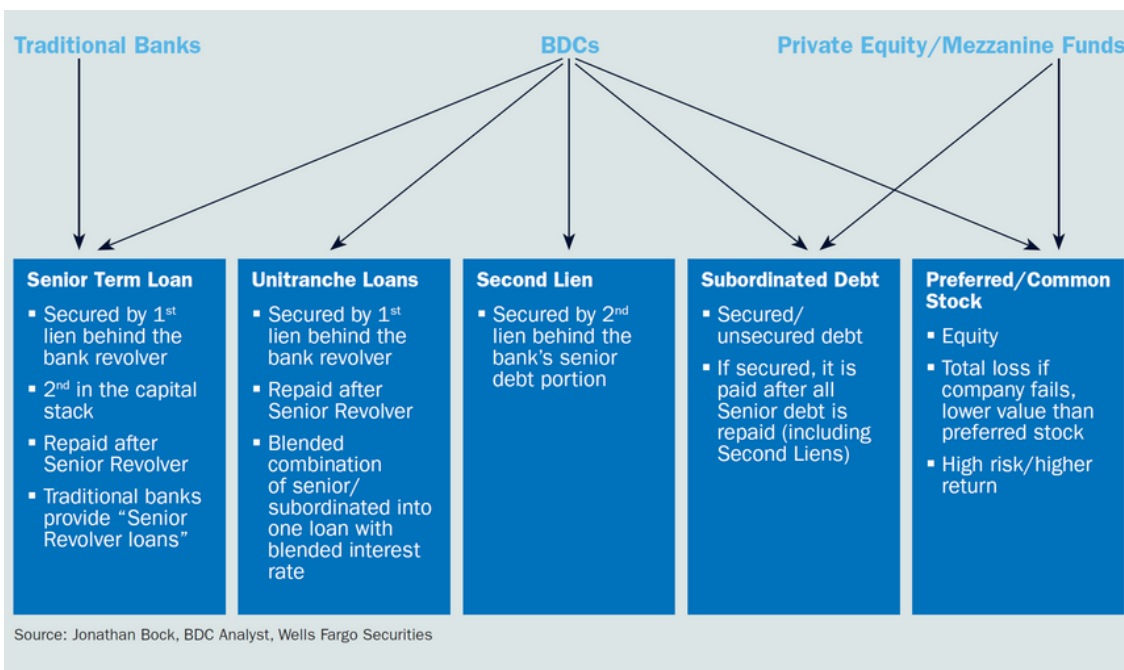 Traditional Banks
BDCs
Private Equity/Mezzanine Funds
Senior Term Loan
▪ Secured by 1st
lien behind the
bank revolver
▪ 2nd in the capital
stack
▪ Repaid after
Senior Revolver
▪ Traditional banks
provide “Senior
Revolver loans”
Unitranche Loans
▪ Secured by 1st
lien behind the
bank revolver
▪ Repaid after
Senior Revolver
▪ Blended
combination
of senior/
subordinated into
one loan with
blended interest
rate
Second Lien
▪ Secured by 2nd
lien behind the
bank’s senior
debt portion
Subordinated Debt
▪ Secured/
unsecured debt
▪ If secured, it is
paid after all
Senior debt is
repaid (including
Second Liens)
Preferred/Common
Stock
▪ Equity
▪ Total loss if
company fails,
lower value than
preferred stock
▪ High risk/higher
return
Source: Jonathan Bock, BDC Analyst, Wells Fargo Securities